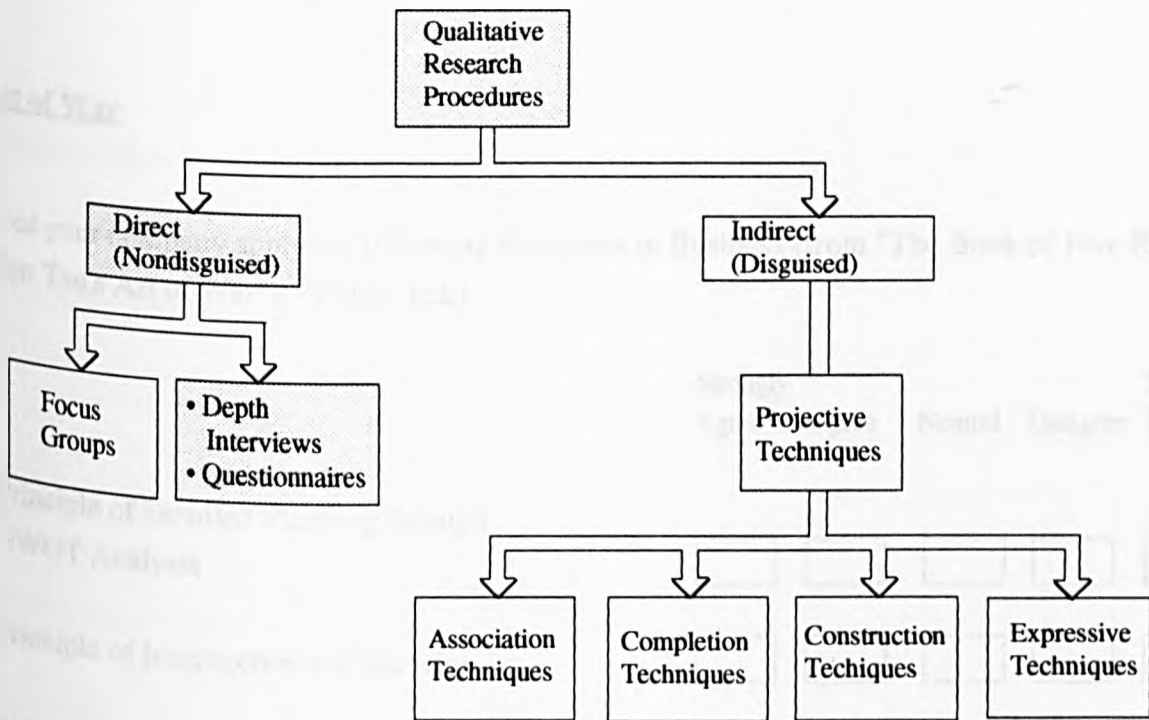 Qualitative
Research
Procedures
Direct
(Nondisguised)
Indirect
(Disguised)
Focus
Groups
• Depth
Interviews
• Questionnaires
Projective
Techniques
Association
Techniques
Completion
Techniques
Construction
Techiques
Expressive
Techniques